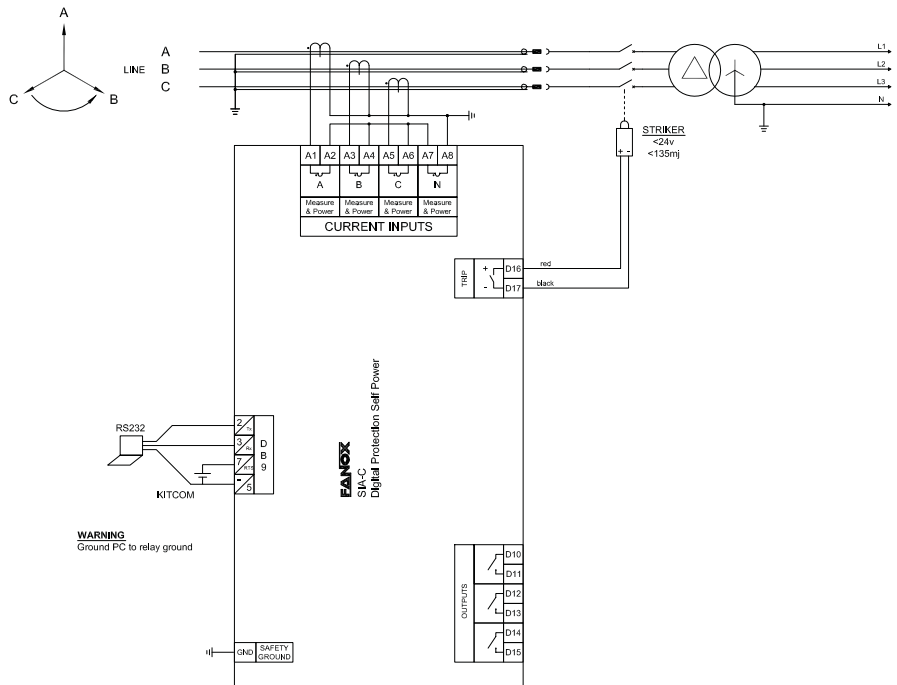 A
C
B
LINE
A
B
C
L1
L2
L3
N
STRIKER
<24v
<135mj
+ -
A1 A2 A3 A4 A5 A6 A7 A8
A B C N
Measure & Power
Measure & Power
Measure & Power
Measure & Power
CURRENT INPUTS
TRIP
+
-
D16
D17
red
black
RS232
KITCOM
2 Tx
3 Rx
7 RTS
- 5
D
B
9
WARNING
Ground PC to relay ground
FANOX
SIA-C
Digital Protection Self Power
OUTPUTS
D10
D11
D12
D13
D14
D15
GND
SAFETY
GROUND